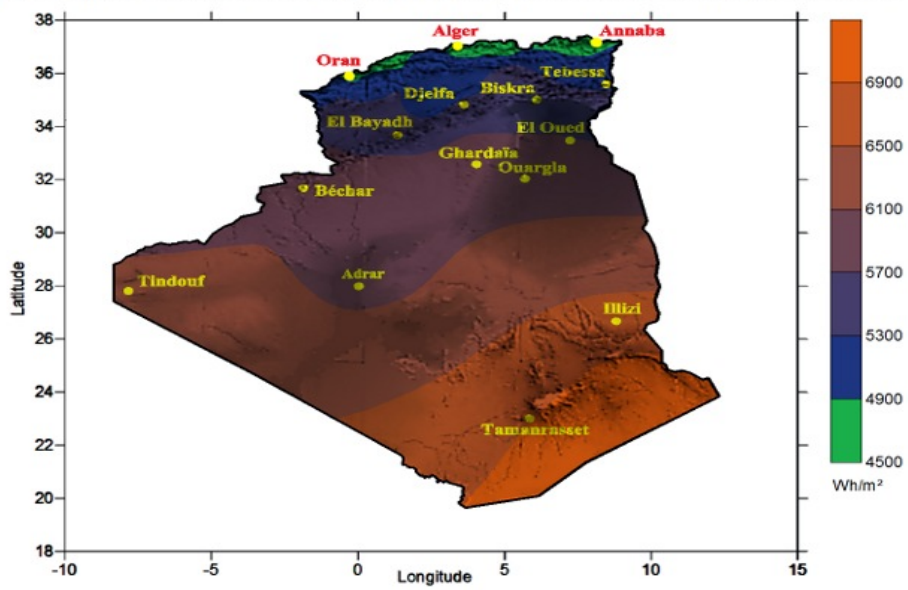 38
36
34
32
30
28
26
24
22
20
18
Latitude
-10
-5
0
5
10
15
Longitude
Alger
Annaba
Oran
Tebessa
Biskra
Djelfa
El Bayadh
El Oued
Ghardaïa
Ouargla
Béchar
Adrar
Tindouf
Illizi
Tamanrasset
6900
6500
6100
5700
5300
4900
4500
Wh/m²